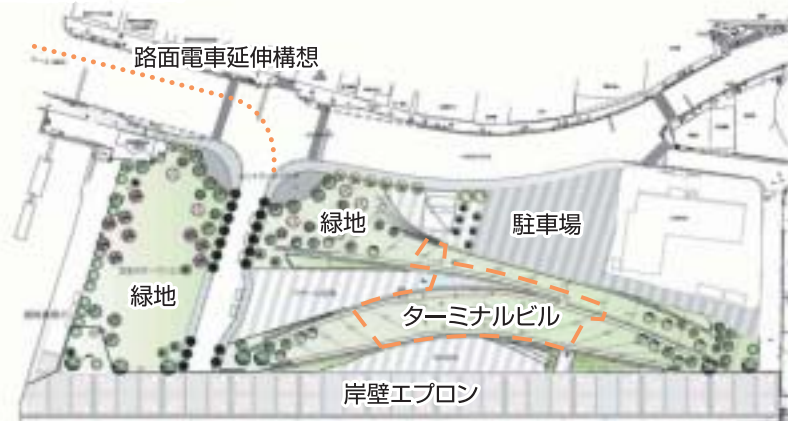 路面電車延伸構想
緑地
駐車場
緑地
ターミナルビル
岸壁エプロン